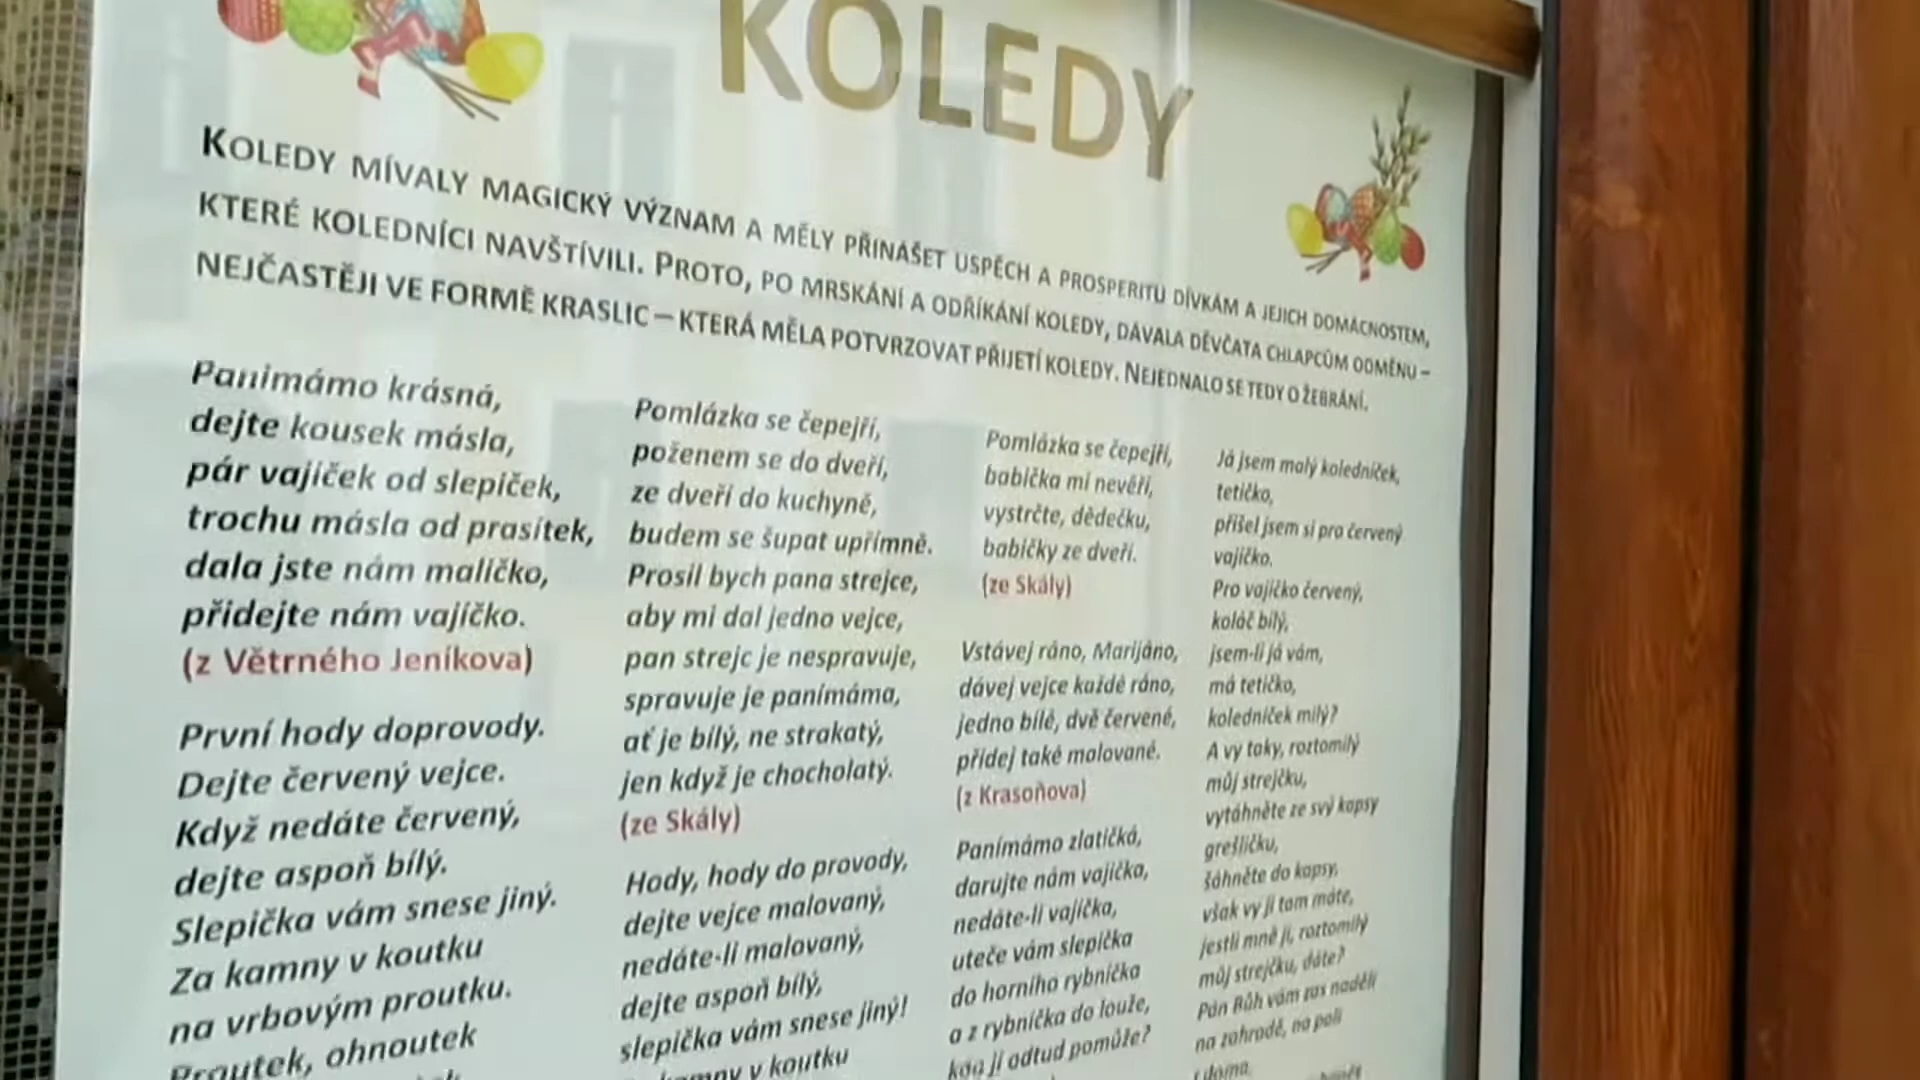 KOLEDY
KOLEDY MÍVALY MAGICKÝ VÝZNAM A MĚLY PŘINÁŠET USPĚCH A PROSPERITU DÍVKÁM A JEJICH DOMÁCNOSTEM,
KTERÉ KOLEDNÍCI NAVŠTÍVILI. PROTO, PO MRSKÁNÍ A ODŘÍKÁNÍ KOLEDY, DÁVALA DĚVČATA CHLAPCŮM ODMĚNU –
NEJČASTĚJI VE FORMĚ KRASLIC – KTERÁ MĚLA POTVRZOVAT PŘIJETÍ KOLEDY. NEJEDNALO SE TEDY O ŽEBRÁNÍ.
Panimámo krásná,
dejte kousek másla,
pár vajíček od slepiček,
trochu másla od prasítek,
dala jste nám maličko,
přidejte nám vajíčko.
(z Větrného Jeníkova)
První hody doprovody.
Dejte červený vejce.
Když nedáte červený,
dejte aspoň bílý.
Slepička vám snese jiný.
Za kamny v koutku
na vrbovým proutku.
Proutek, ohnoutek
Pomlázka se čepejří,
poženem se do dveří,
ze dveří do kuchyně,
budem se šupat upřímně.
Prosil bych pana strejce,
aby mi dal jedno vejce,
pan strejc je nespravuje,
spravuje je panímáma,
ať je bílý, ne strakatý,
jen když je chocholatý.
(ze Skály)
Hody, hody do provody,
dejte vejce malovaný,
nedáte-li malovaný,
dejte aspoň bílý,
slepička vám snese jiný!
kamny v koutku
Pomlázka se čepejří,
babička mi nevěří,
vystrčte, dědečku,
babičky ze dveří.
(ze Skály)
Vstávej ráno, Marijáno,
dávej vejce každé ráno,
jedno bílé, dvě červené,
přidej také malované.
(z Krasoňova)
Panímámo zlatičká,
darujte nám vajíčka,
nedáte-li vajíčka,
uteče vám slepička
do horního rybníčka
a z rybníčka do louže,
kdo jí odtud pomůže?
Já jsem malý koledníček,
tetičko,
přišel jsem si pro červený
vajíčko.
Pro vajíčko červený,
koláč bílý,
jsem-li já vám,
má tetičko,
koledníček milý?
A vy taky, roztomilý
můj strejčku,
vytáhněte ze svý kapsy
grešličku,
šáhněte do kapsy,
však vy ji tam máte,
jestli mně ji, roztomilý
můj strejčku, dáte?
Pán Bůh vám zas nadělí
na zahradě, na poli
i doma.